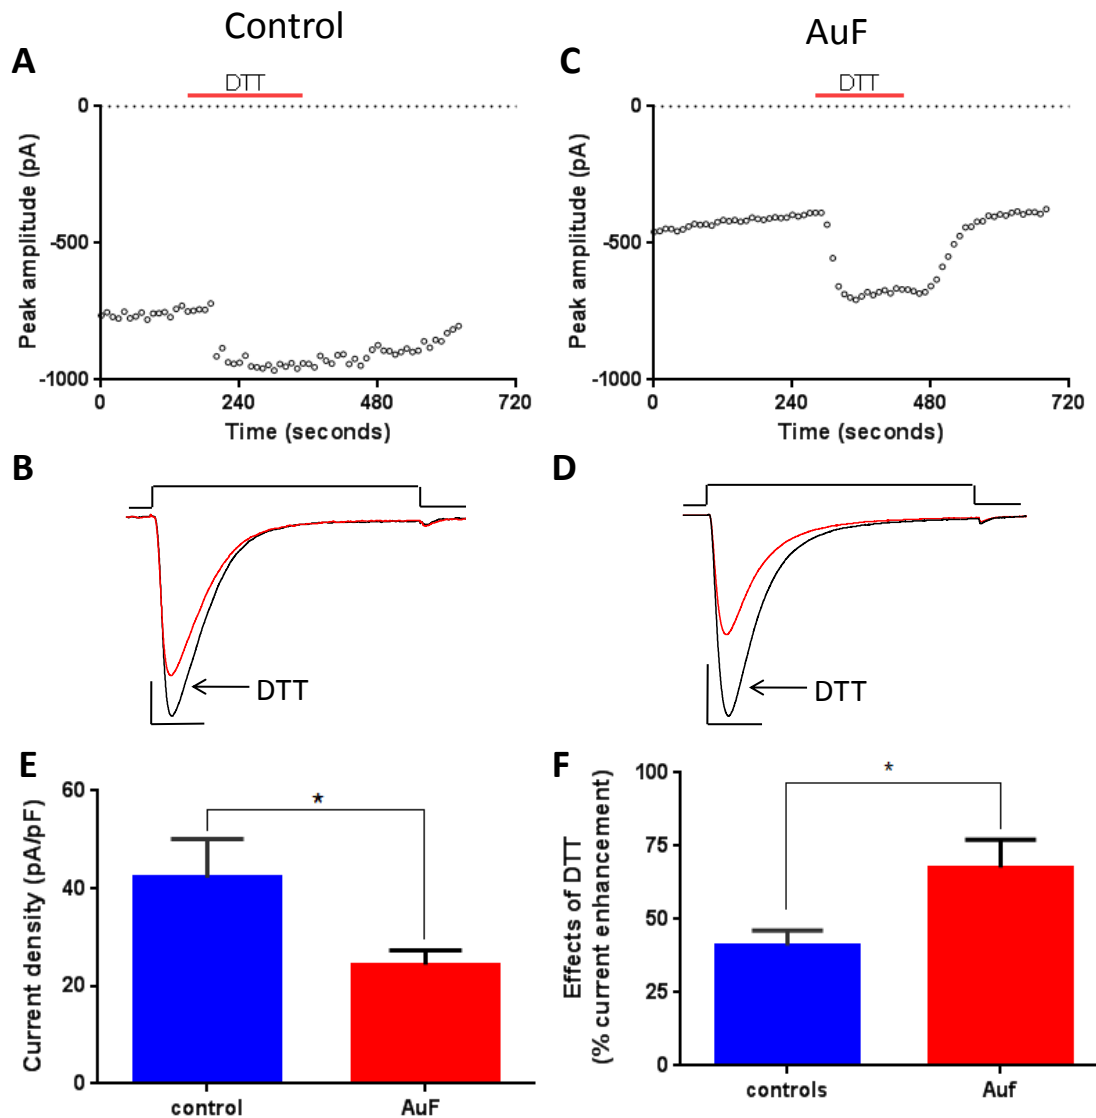 Control
AuF
A
C
DTT
DTT
0
-500
-1000
Peak amplitude (pA)
0
240
480
720
Time (seconds)
0
-500
-1000
Peak amplitude (pA)
0
240
480
720
Time (seconds)
B
D
DTT
DTT
E
F
60
40
20
0
Current density (pA/pF)
*
control
AuF
100
75
50
25
0
Effects of DTT
(% current enhancement)
*
controls
Auf